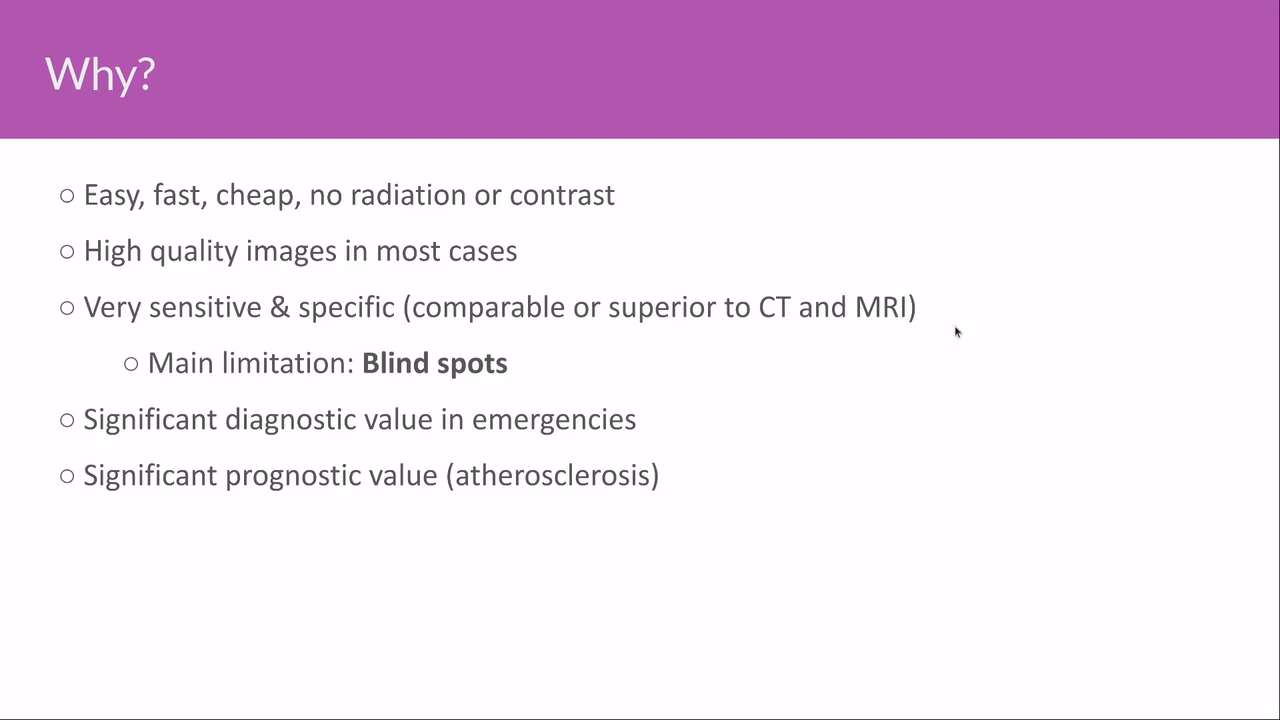 Why?
○ Easy, fast, cheap, no radiation or contrast
○ High quality images in most cases
○ Very sensitive & specific (comparable or superior to CT and MRI)
○ Main limitation: Blind spots
○ Significant diagnostic value in emergencies
○ Significant prognostic value (atherosclerosis)